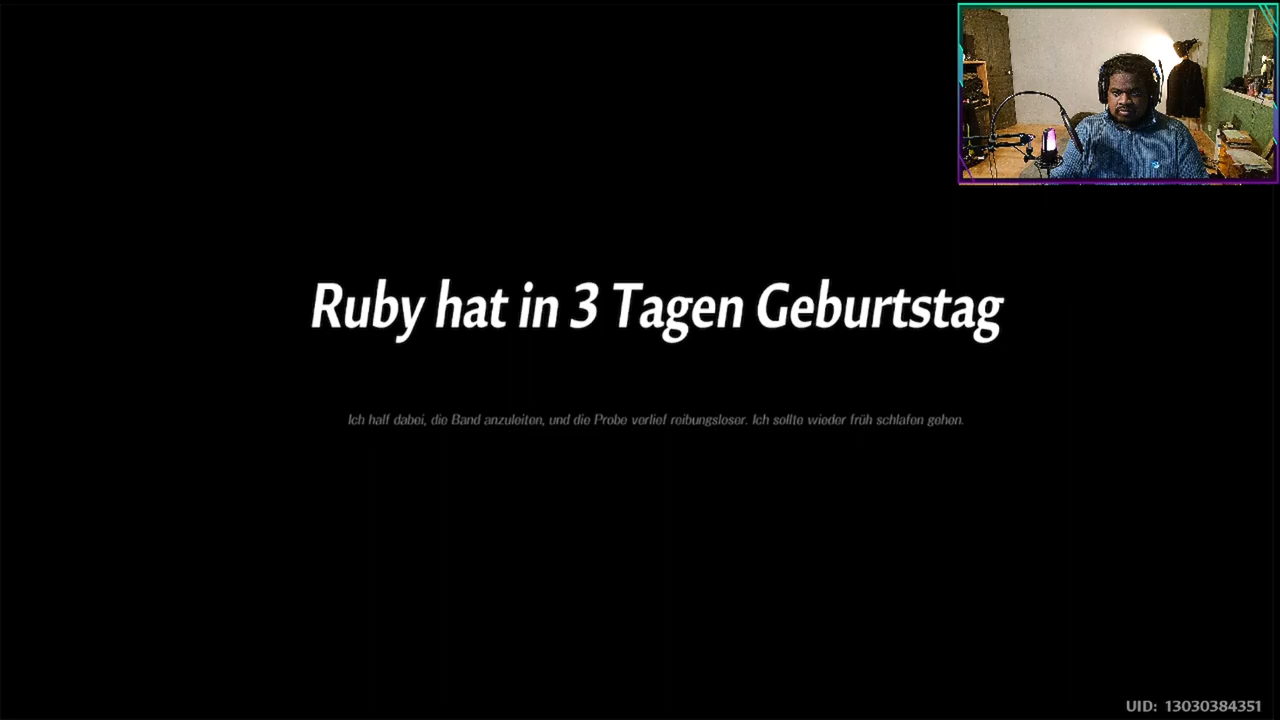 Ruby hat in 3 Tagen Geburtstag
Ich half dabei, die Band anzuleiten, und die Probe verlief reibungsloser. Ich sollte wieder früh schlafen gehen.
UID: 13030384351